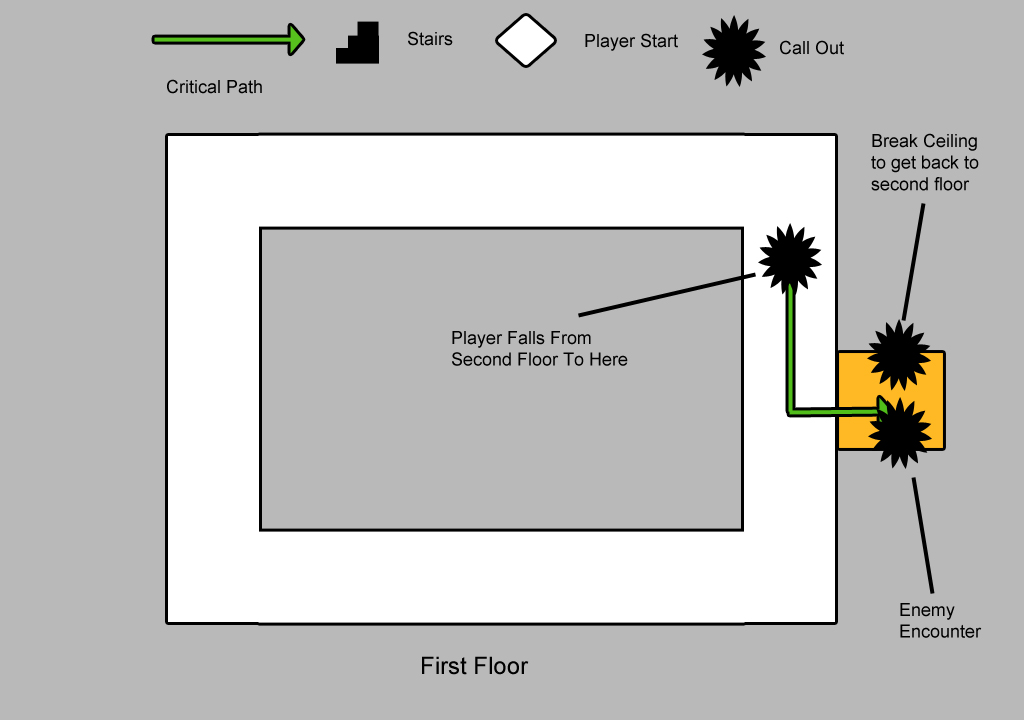 Stairs
Player Start
Call Out
Critical Path
Break Ceiling
to get back to
second floor
Player Falls From
Second Floor To Here
Enemy
Encounter
First Floor